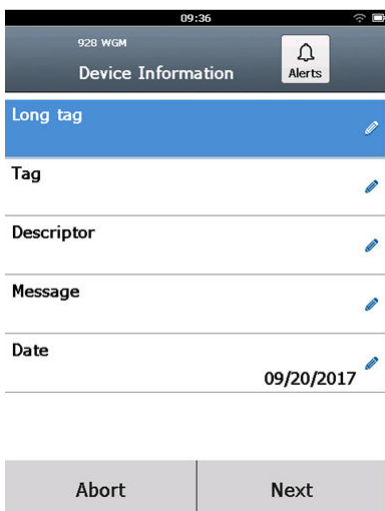 09:36
928 WGM
Device Information
Alerts
Long tag
Tag
Descriptor
Message
Date
09/20/2017
Abort
Next